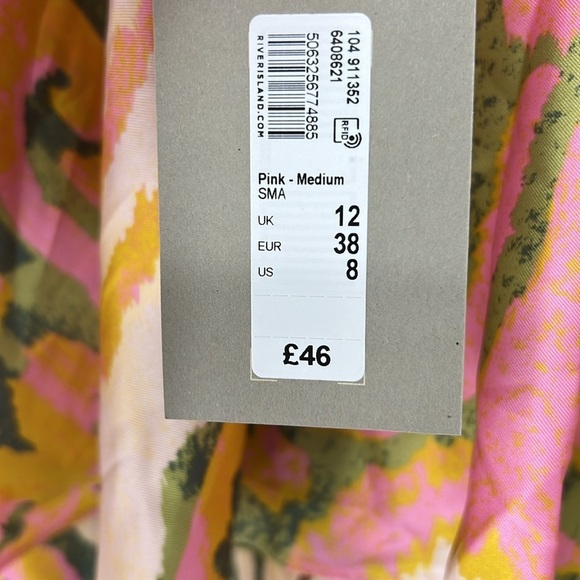 RIVERISLAND.COM
5063256774885
6408621
104 911352
RFID
Pink - Medium
SMA
UK 12
EUR 38
US 8
£46